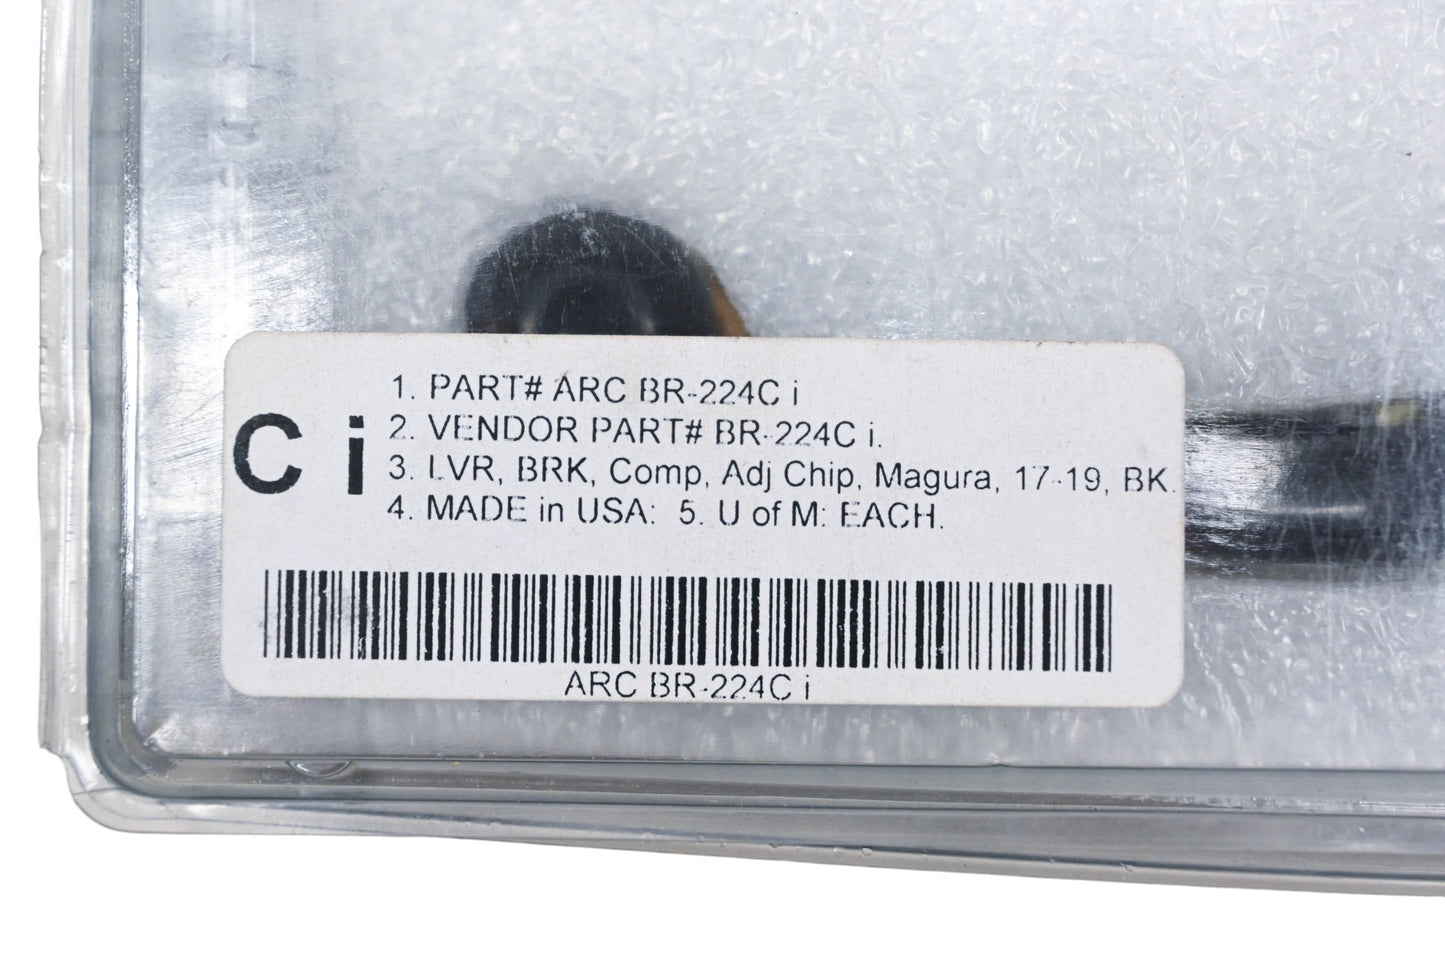 C i
1. PART# ARC BR-224C i
2. VENDOR PART# BR-224C i.
3. LVR, BRK, Comp, Adj Chip, Magura, 17-19, BK.
4. MADE in USA: 5. U of M: EACH.
ARC BR-224C i